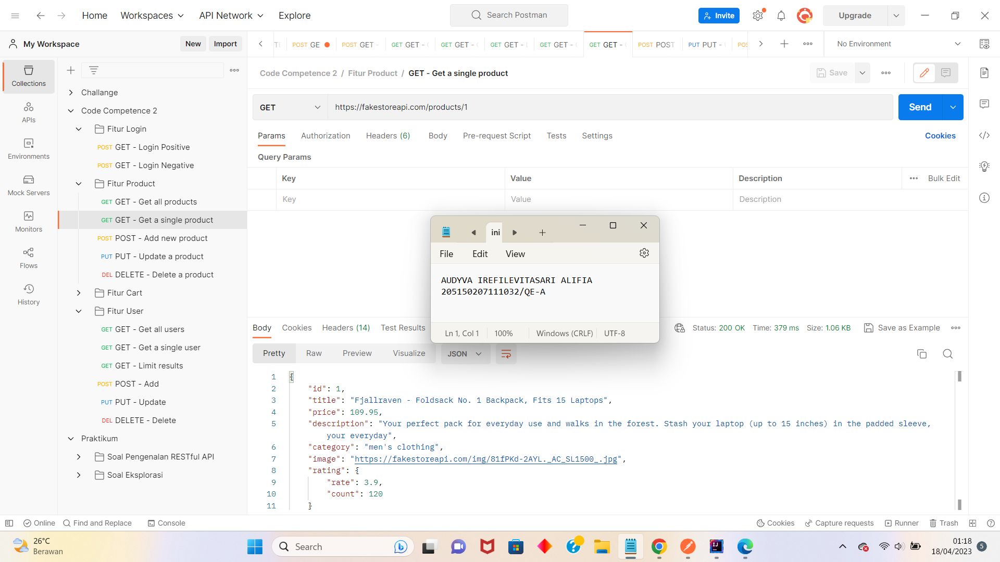 Home
Workspaces
API Network
Explore
Search Postman
Invite
Upgrade
My Workspace
New
Import
POST GE
POST GET -
GET GET -
GET GET -
GET GET -
GET GET -
GET GET -
POST POST
PUT PUT -
No Environment
Collections
APIs
Environments
Mock Servers
Monitors
Flows
History
Challange
Code Competence 2
Fitur Login
POST GET - Login Positive
POST GET - Login Negative
Fitur Product
GET GET - Get all products
GET GET - Get a single product
POST POST - Add new product
PUT PUT - Update a product
DEL DELETE - Delete a product
Fitur Cart
Fitur User
GET GET - Get all users
GET GET - Get a single user
GET GET - Limit results
POST POST - Add
PUT PUT - Update
DEL DELETE - Delete
Praktikum
Soal Pengenalan RESTful API
Soal Eksplorasi
Code Competence 2 / Fitur Product / GET - Get a single product
Save
GET
https://fakestoreapi.com/products/1
Send
Params Authorization Headers (6) Body Pre-request Script Tests Settings
Cookies
Query Params
Key Value Description Bulk Edit
Key Value Description
ini
File Edit View
AUDYVA IREFILEVITASARI ALIFIA
205150207111032/QE-A
Ln 1, Col 1 100% Windows (CRLF) UTF-8
Body Cookies Headers (14) Test Results
Status: 200 OK Time: 379 ms Size: 1.06 KB Save as Example
Pretty Raw Preview Visualize JSON
1 {
2 "id": 1,
3 "title": "Fjallraven - Foldsack No. 1 Backpack, Fits 15 Laptops",
4 "price": 109.95,
5 "description": "Your perfect pack for everyday use and walks in the forest. Stash your laptop (up to 15 inches) in the padded sleeve,
your everyday",
6 "category": "men's clothing",
7 "image": "https://fakestoreapi.com/img/81fPKd-2AYL._AC_SL1500_.jpg",
8 "rating": {
9 "rate": 3.9,
10 "count": 120
11 }
Online Find and Replace Console
Cookies Capture requests Runner Trash
26°C
Berawan
Search
01:18
18/04/2023
5